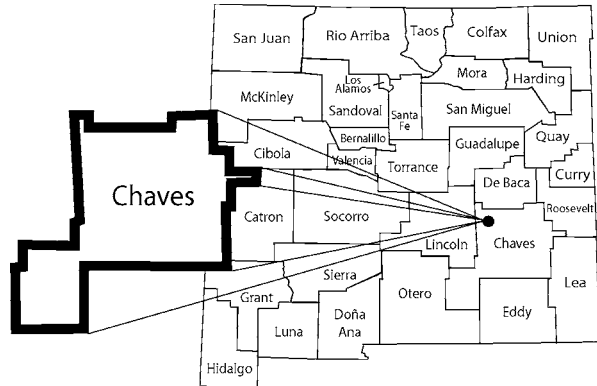 San Juan
Rio Arriba
Taos
Colfax
Union
Los
Alamos
Mora
Harding
McKinley
Sandoval
Santa
Fe
San Miguel
Bernalillo
Guadalupe
Quay
Cibola
Valencia
Torrance
Curry
De Baca
Chaves
Catron
Socorro
Roosevelt
Lincoln
Chaves
Sierra
Lea
Grant
Otero
Eddy
Luna
Doña
Ana
Hidalgo